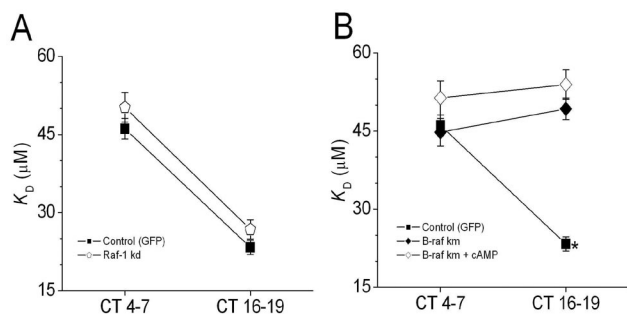 A
60
45
30
15
K_D (μM)
Control (GFP)
Raf-1 kd
CT 4-7
CT 16-19
B
60
45
30
15
K_D (μM)
*
Control (GFP)
B-raf km
B-raf km + cAMP
CT 4-7
CT 16-19